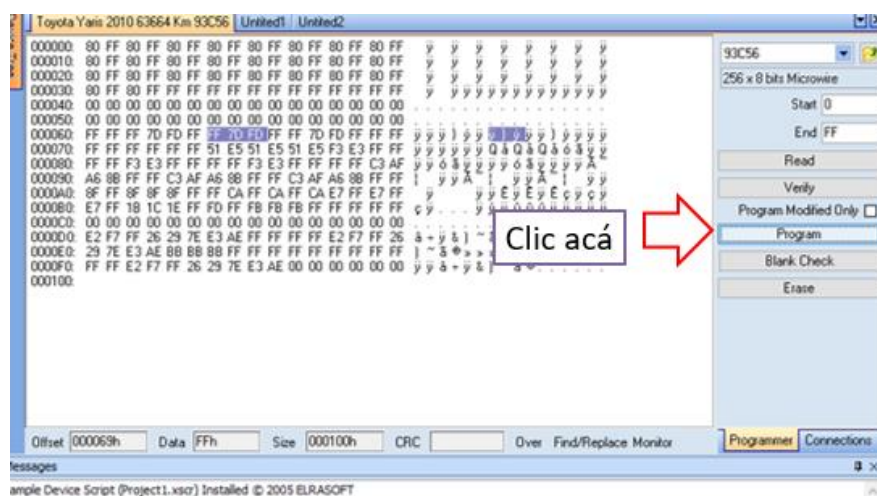 Toyota Yaris 2010 63664 Km 93C56 Untitled1 Untitled2
000000: 80 FF 80 FF 80 FF 80 FF 80 FF 80 FF 80 FF 80 FF
000010: 80 FF 80 FF 80 FF 80 FF 80 FF 80 FF 80 FF 80 FF
000020: 80 FF 80 FF 80 FF 80 FF 80 FF 80 FF 80 FF 80 FF
000030: 80 FF 80 FF FF FF FF FF FF FF FF FF FF FF FF FF
000040: 00 00 00 00 00 00 00 00 00 00 00 00 00 00 00 00
000050: 00 00 00 00 00 00 00 00 00 00 00 00 00 00 00 00
000060: FF FF FF 7D FD FF FF 7D FD FF FF 7D FD FF FF FF
000070: FF FF FF FF FF FF 51 E5 51 E5 51 E5 F3 E3 FF FF
000080: FF FF F3 E3 FF FF FF FF F3 E3 FF FF FF FF C3 AF
000090: A6 8B FF FF C3 AF A6 8B FF FF C3 AF A6 8B FF FF
0000A0: 8F FF 8F 8F 8F FF FF CA FF CA FF CA E7 FF E7 FF
0000B0: E7 FF 18 1C 1E FF FD FF FB FB FB FF FF FF FF FF
0000C0: 00 00 00 00 00 00 00 00 00 00 00 00 00 00 00 00
0000D0: E2 F7 FF 26 29 7E E3 AE FF FF FF FF E2 F7 FF 26
0000E0: 29 7E E3 AE BB BB BB FF FF FF FF FF FF FF FF FF
0000F0: FF FF E2 F7 FF 26 29 7E E3 AE 00 00 00 00 00 00
000100:
Clic acá
93C56
256 x 8 bits Microwire
Start 0
End FF
Read
Verify
Program Modified Only
Program
Blank Check
Erase
Offset 000069h Data FFh Size 000100h CRC Over Find/Replace Monitor
Programmer Connections
Device Script (Project1.xscr) Installed © 2005 ELRASOFT